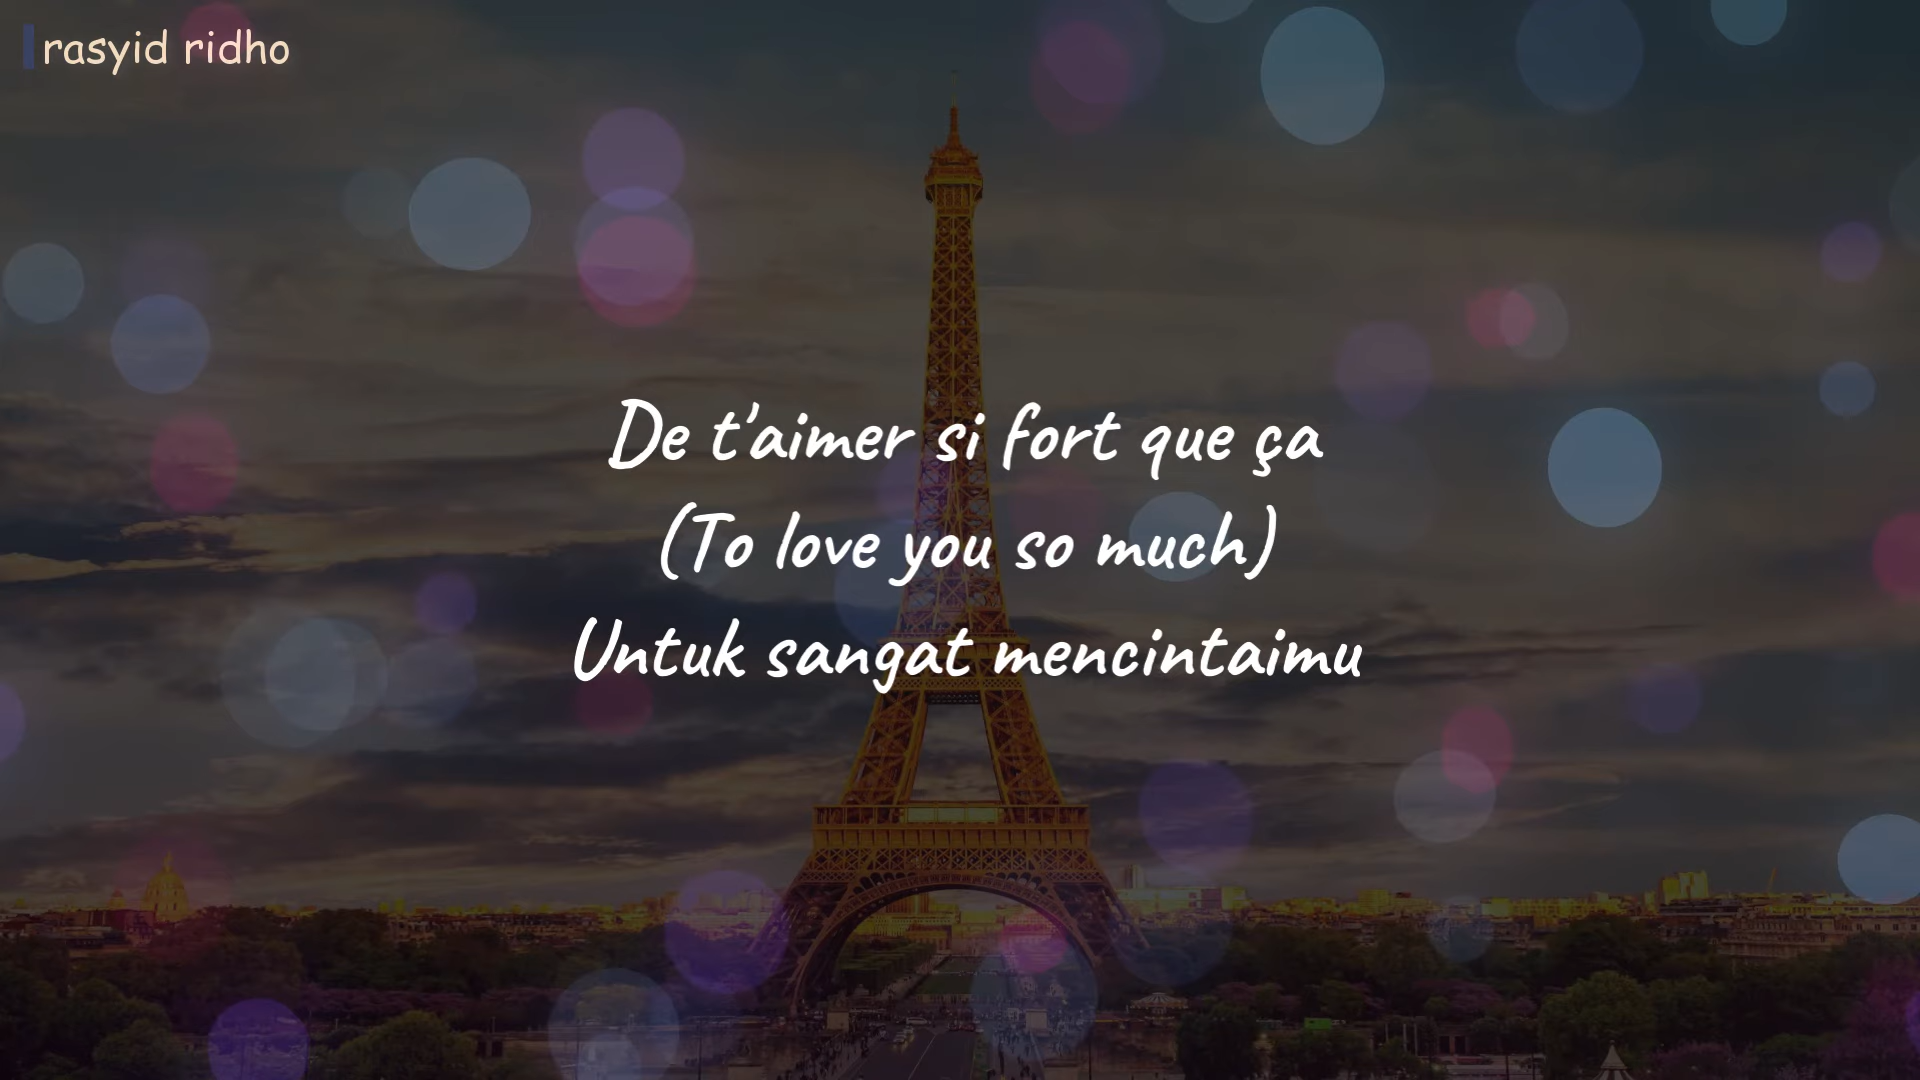 rasyid ridho
De t'aimer si fort que ça
(To love you so much)
Untuk sangat mencintaimu